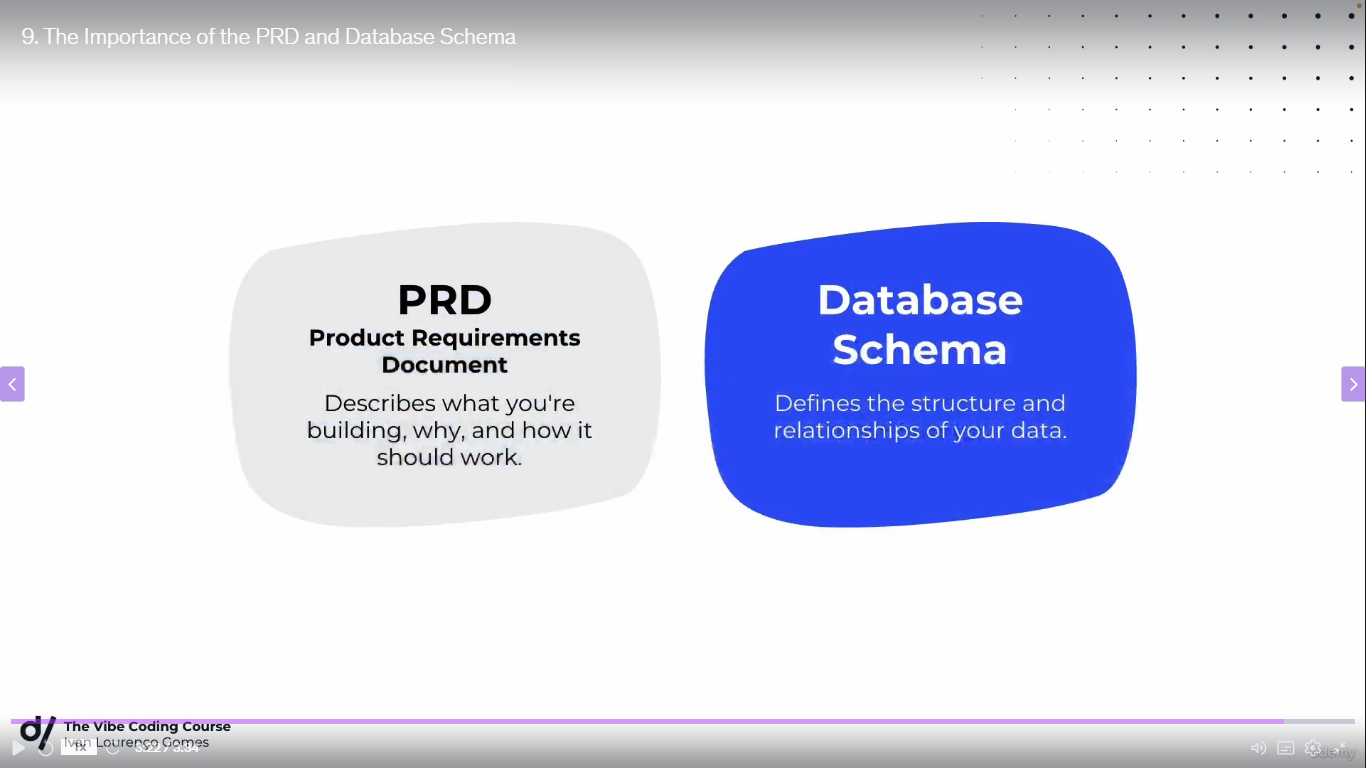 9. The Importance of the PRD and Database Schema
PRD
Product Requirements
Document
Describes what you're
building, why, and how it
should work.
Database
Schema
Defines the structure and
relationships of your data.
d/
The Vibe Coding Course
Ivan Lourenço Gomes
1x